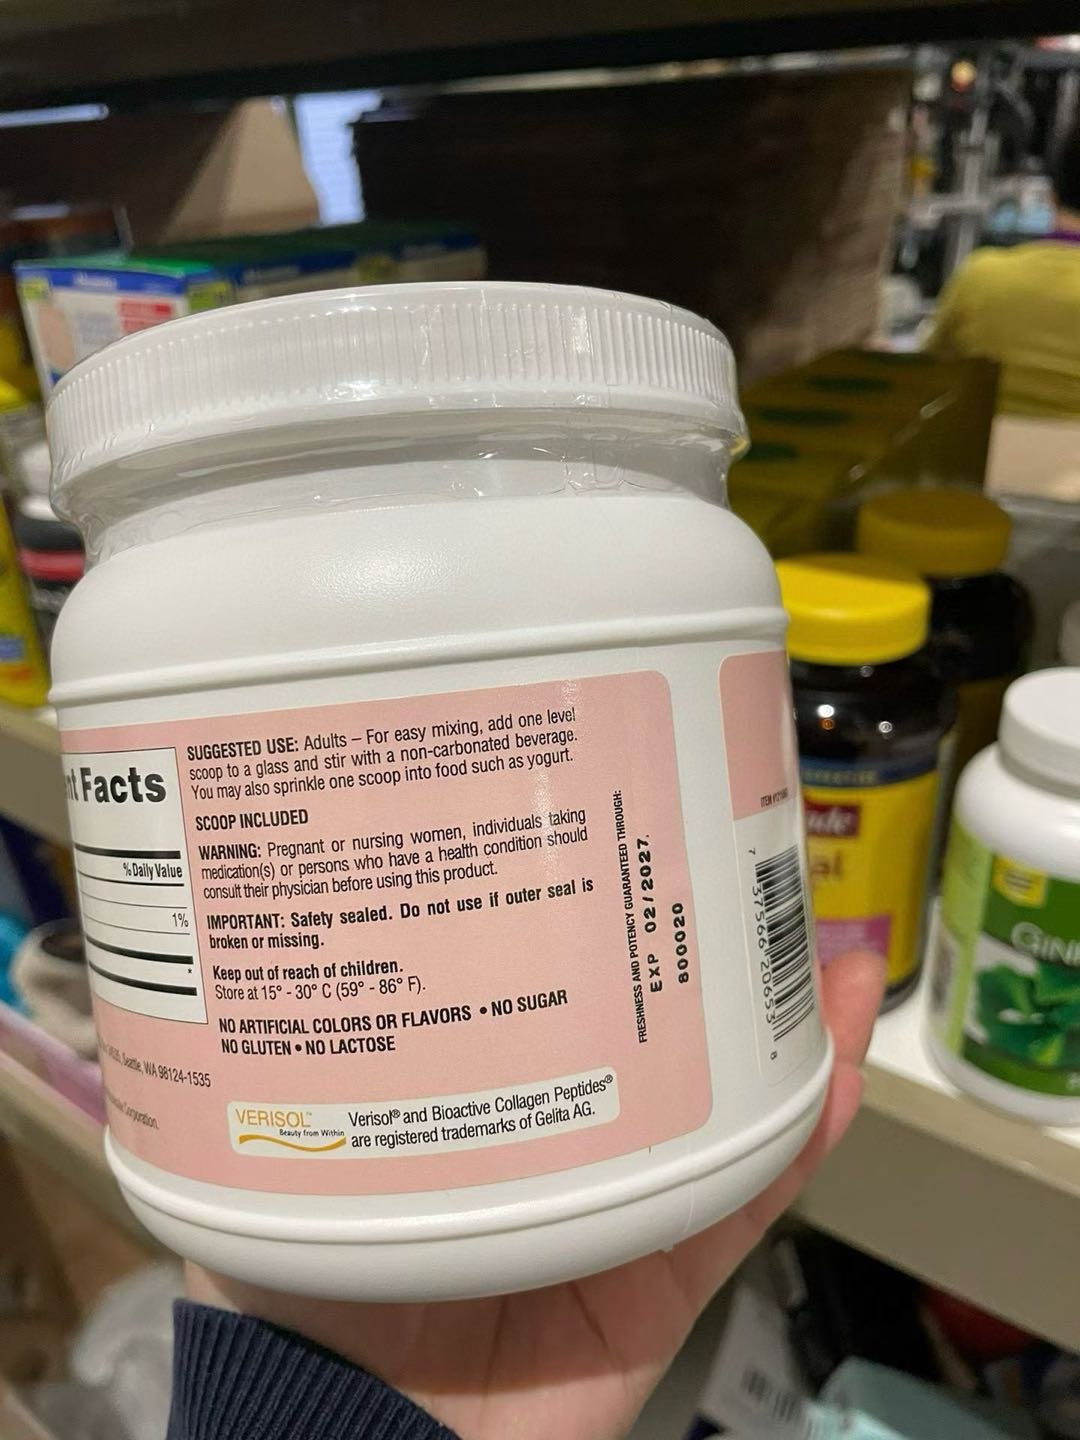 nt Facts
% Daily Value
1%
*
Seattle, WA 98124-1535
Corporation.
SUGGESTED USE: Adults – For easy mixing, add one level
scoop to a glass and stir with a non-carbonated beverage.
You may also sprinkle one scoop into food such as yogurt.
SCOOP INCLUDED
WARNING: Pregnant or nursing women, individuals taking
medication(s) or persons who have a health condition should
consult their physician before using this product.
IMPORTANT: Safety sealed. Do not use if outer seal is
broken or missing.
Keep out of reach of children.
Store at 15° - 30° C (59° - 86° F).
NO ARTIFICIAL COLORS OR FLAVORS • NO SUGAR
NO GLUTEN • NO LACTOSE
VERISOL™
Beauty from Within
Verisol® and Bioactive Collagen Peptides®
are registered trademarks of Gelita AG.
FRESHNESS AND POTENCY GUARANTEED THROUGH:
EXP 02/2027.
800020
7 37566 20653 8
GIN